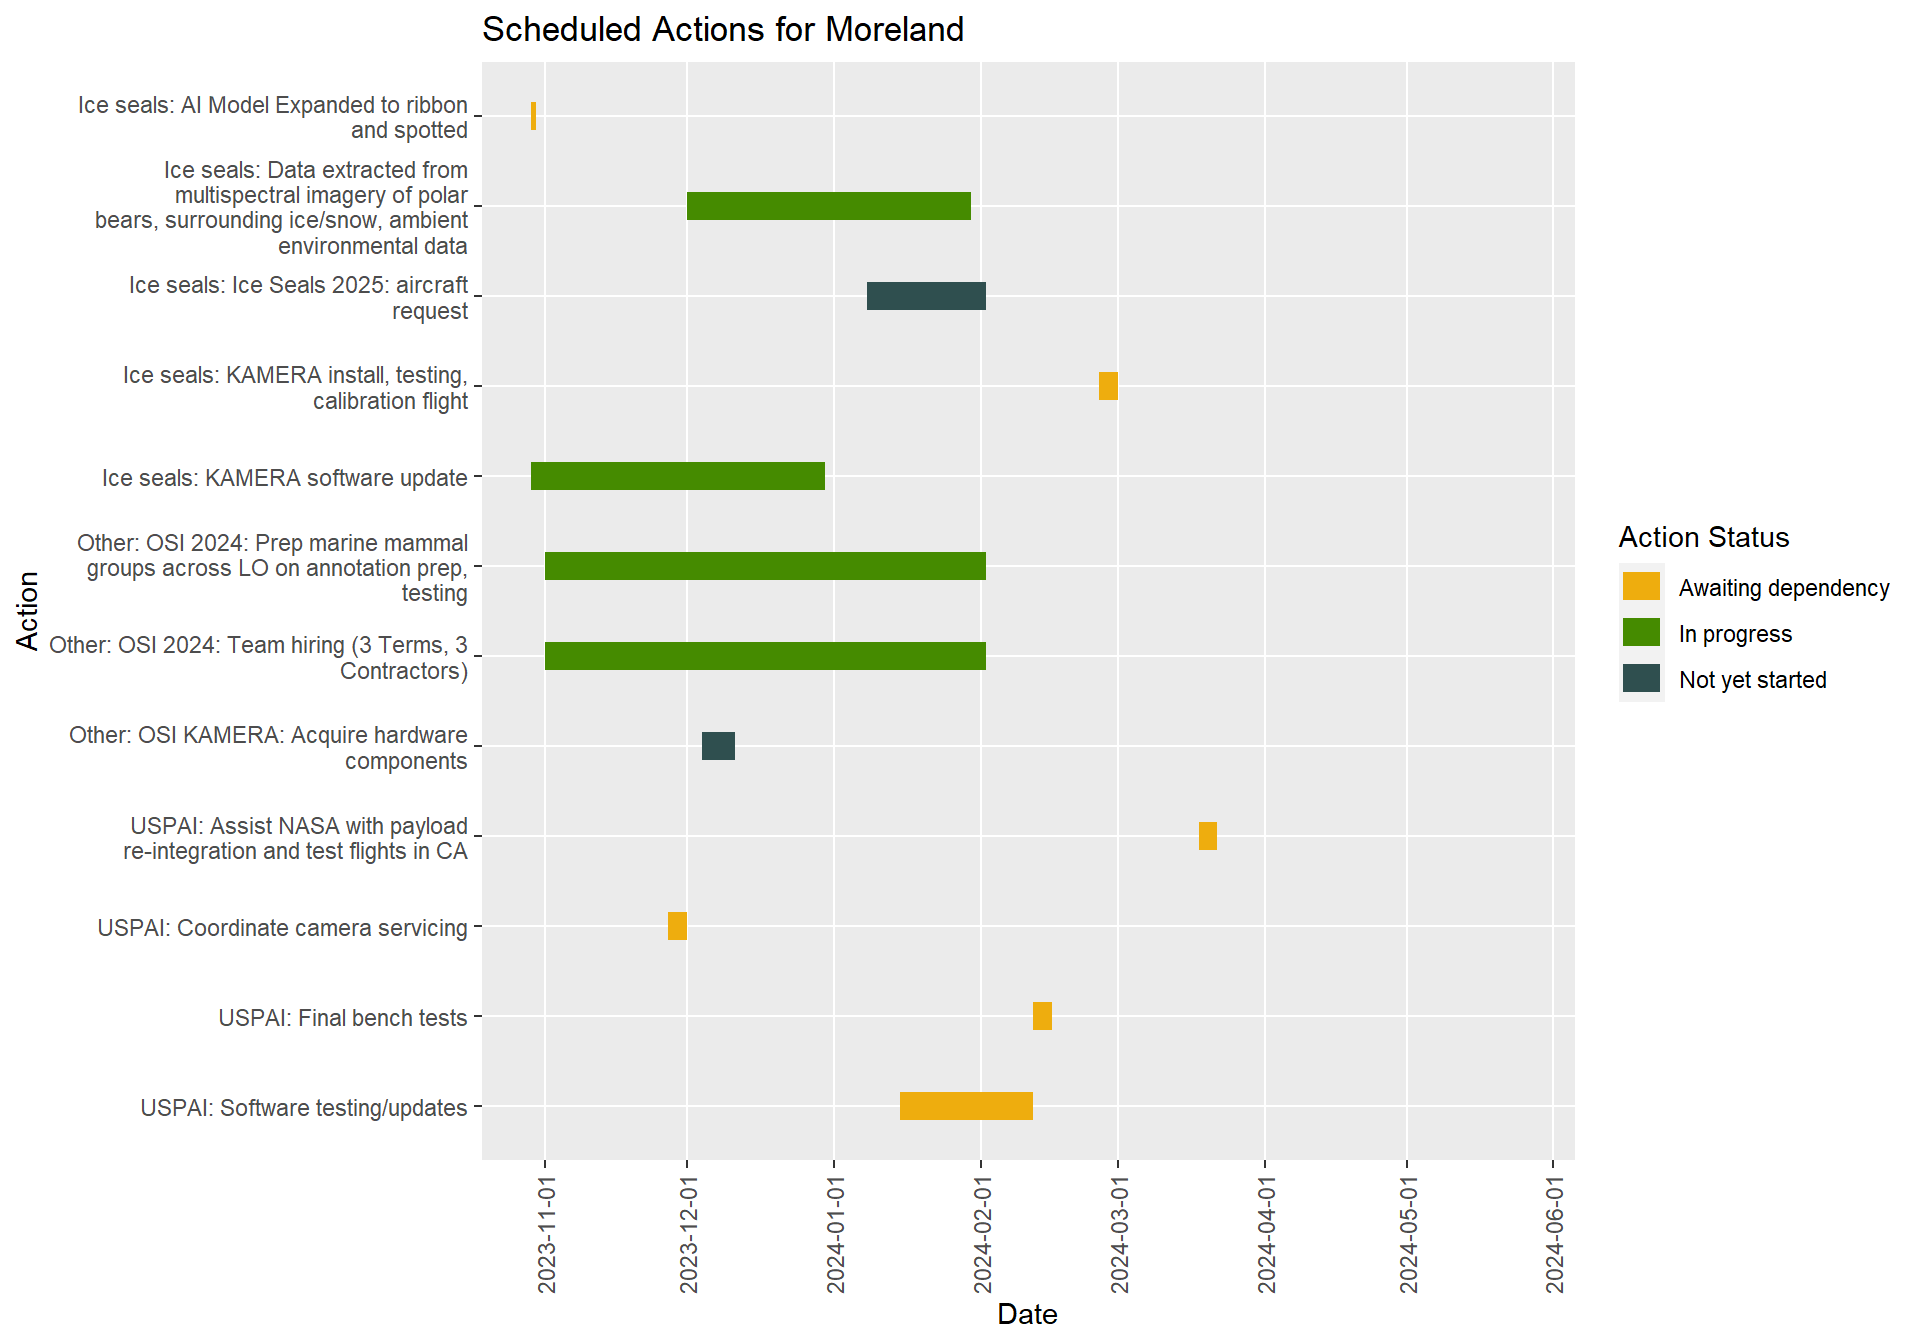 Scheduled Actions for Moreland
Ice seals: AI Model Expanded to ribbon
and spotted
Ice seals: Data extracted from
multispectral imagery of polar
bears, surrounding ice/snow, ambient
environmental data
Ice seals: Ice Seals 2025: aircraft
request
Ice seals: KAMERA install, testing,
calibration flight
Ice seals: KAMERA software update
Other: OSI 2024: Prep marine mammal
groups across LO on annotation prep,
testing
Other: OSI 2024: Team hiring (3 Terms, 3
Contractors)
Other: OSI KAMERA: Acquire hardware
components
USPAI: Assist NASA with payload
re-integration and test flights in CA
USPAI: Coordinate camera servicing
USPAI: Final bench tests
USPAI: Software testing/updates
Action
2023-11-01
2023-12-01
2024-01-01
2024-02-01
2024-03-01
2024-04-01
2024-05-01
2024-06-01
Date
Action Status
Awaiting dependency
In progress
Not yet started